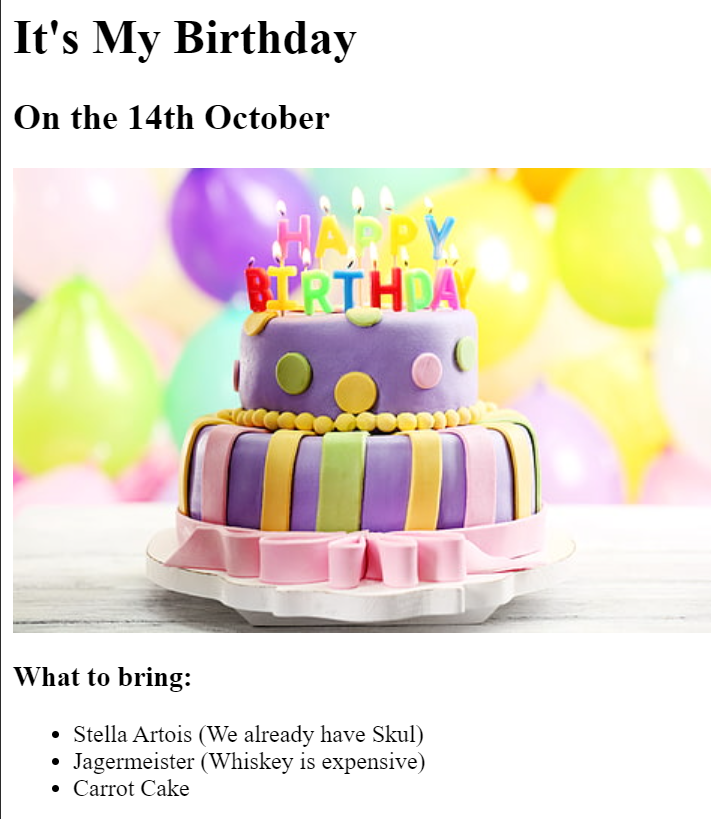 It's My Birthday
On the 14th October
HAPPY
BIRTHDAY
What to bring:
Stella Artois (We already have Skul)
Jagermeister (Whiskey is expensive)
Carrot Cake